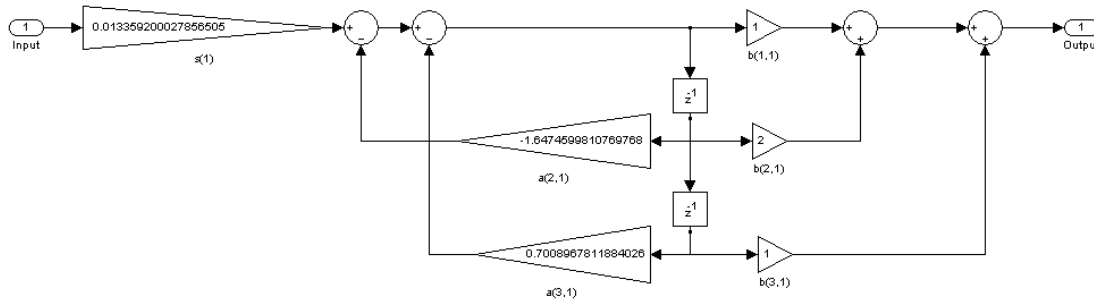 1
Input
0.013359200027856505
s(1)
+
−
+
−
1
b(1,1)
+
+
+
+
1
Output
z-1
-1.6474599810769768
a(2,1)
2
b(2,1)
z-1
0.7008967811884026
a(3,1)
1
b(3,1)